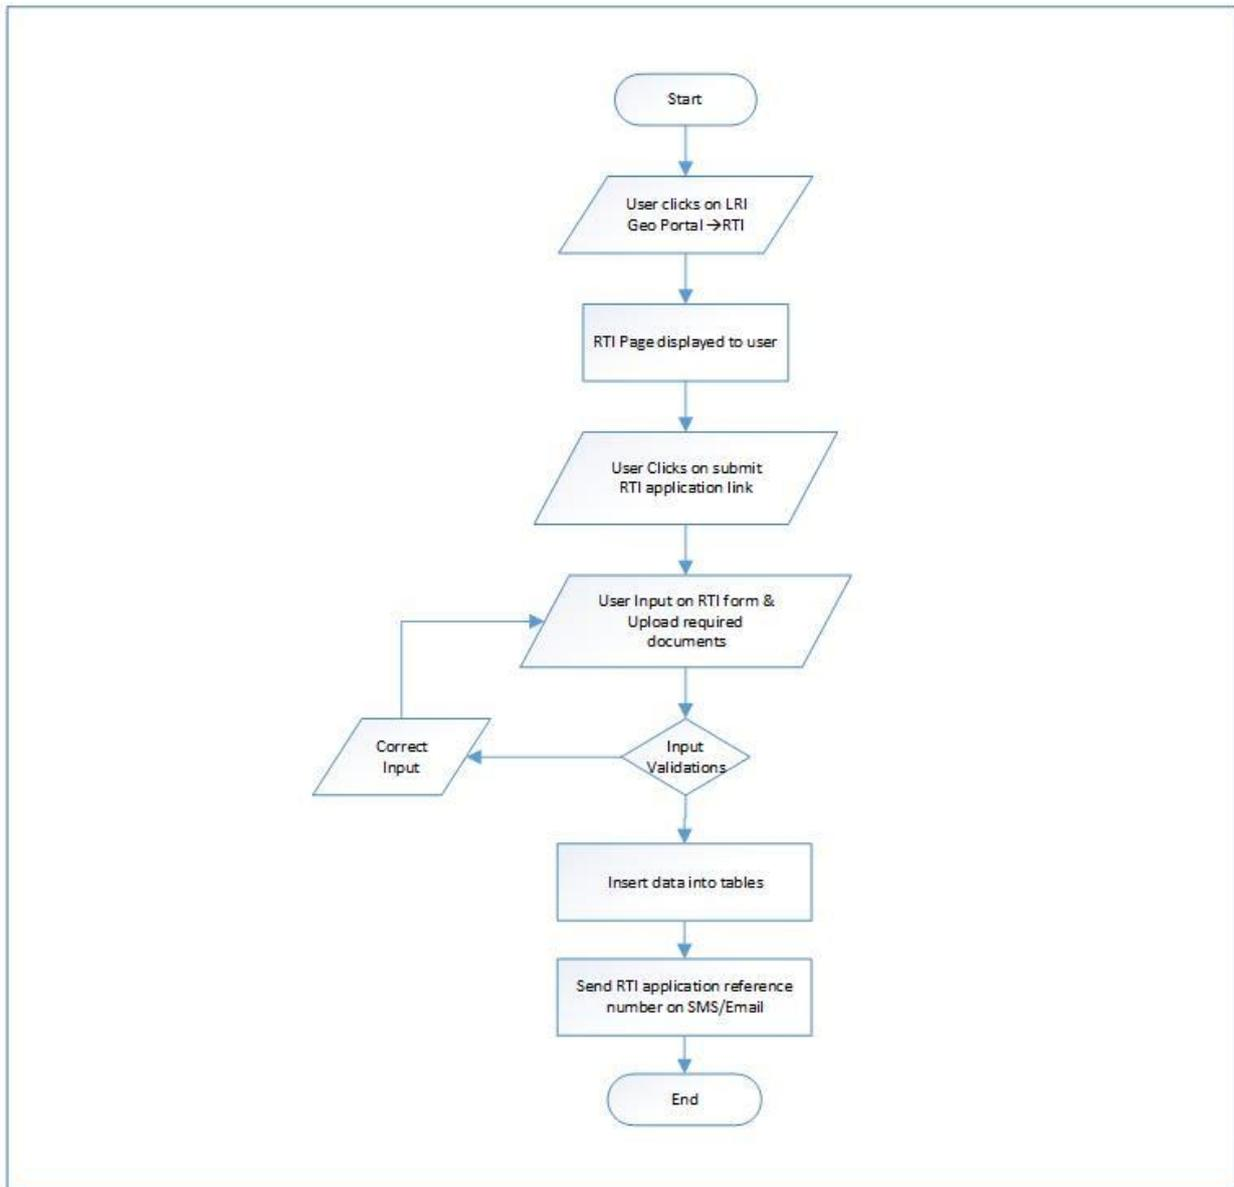 Start
User clicks on LRI
Geo Portal →RTI
RTI Page displayed to user
User Clicks on submit
RTI application link
User Input on RTI form &
Upload required
documents
Correct
Input
Input
Validations
Insert data into tables
Send RTI application reference
number on SMS/Email
End